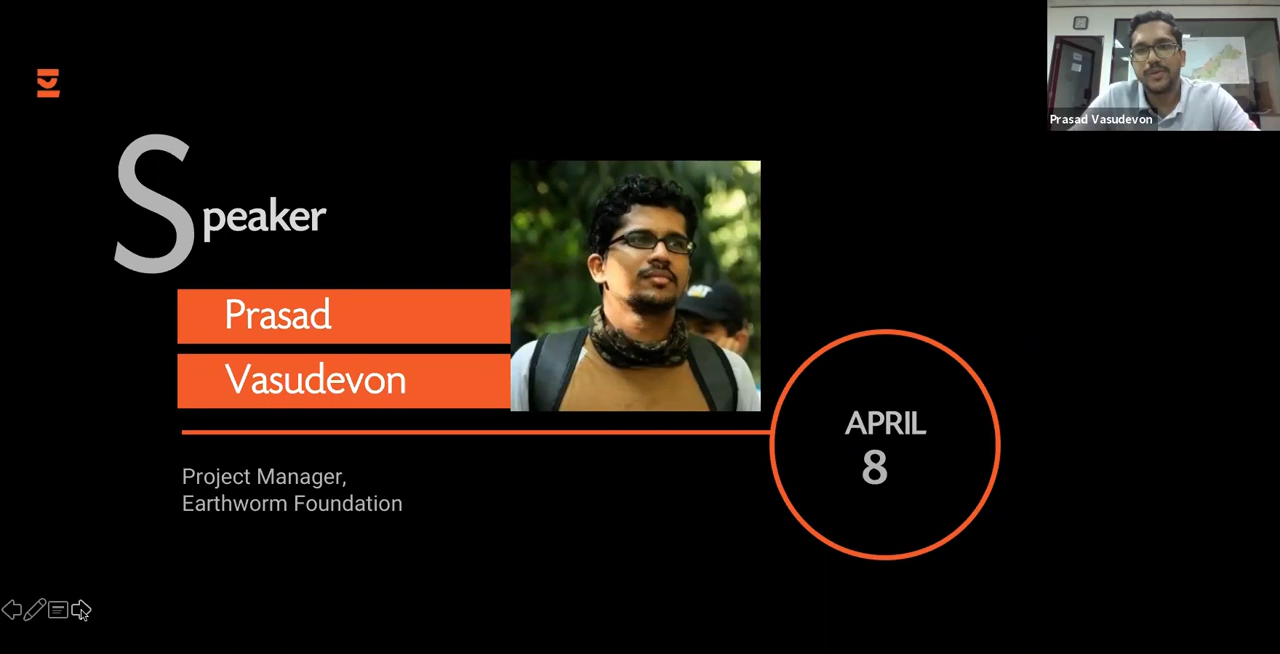 Speaker
Prasad
Vasudevon
Project Manager,
Earthworm Foundation
APRIL
8
Prasad Vasudevon